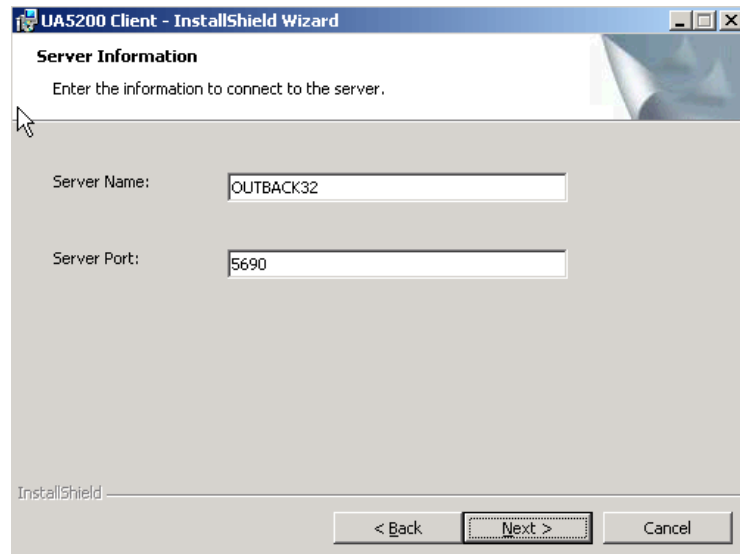 UA5200 Client - InstallShield Wizard
Server Information
Enter the information to connect to the server.
Server Name:
OUTBACK32
Server Port:
5690
InstallShield
< Back
Next >
Cancel